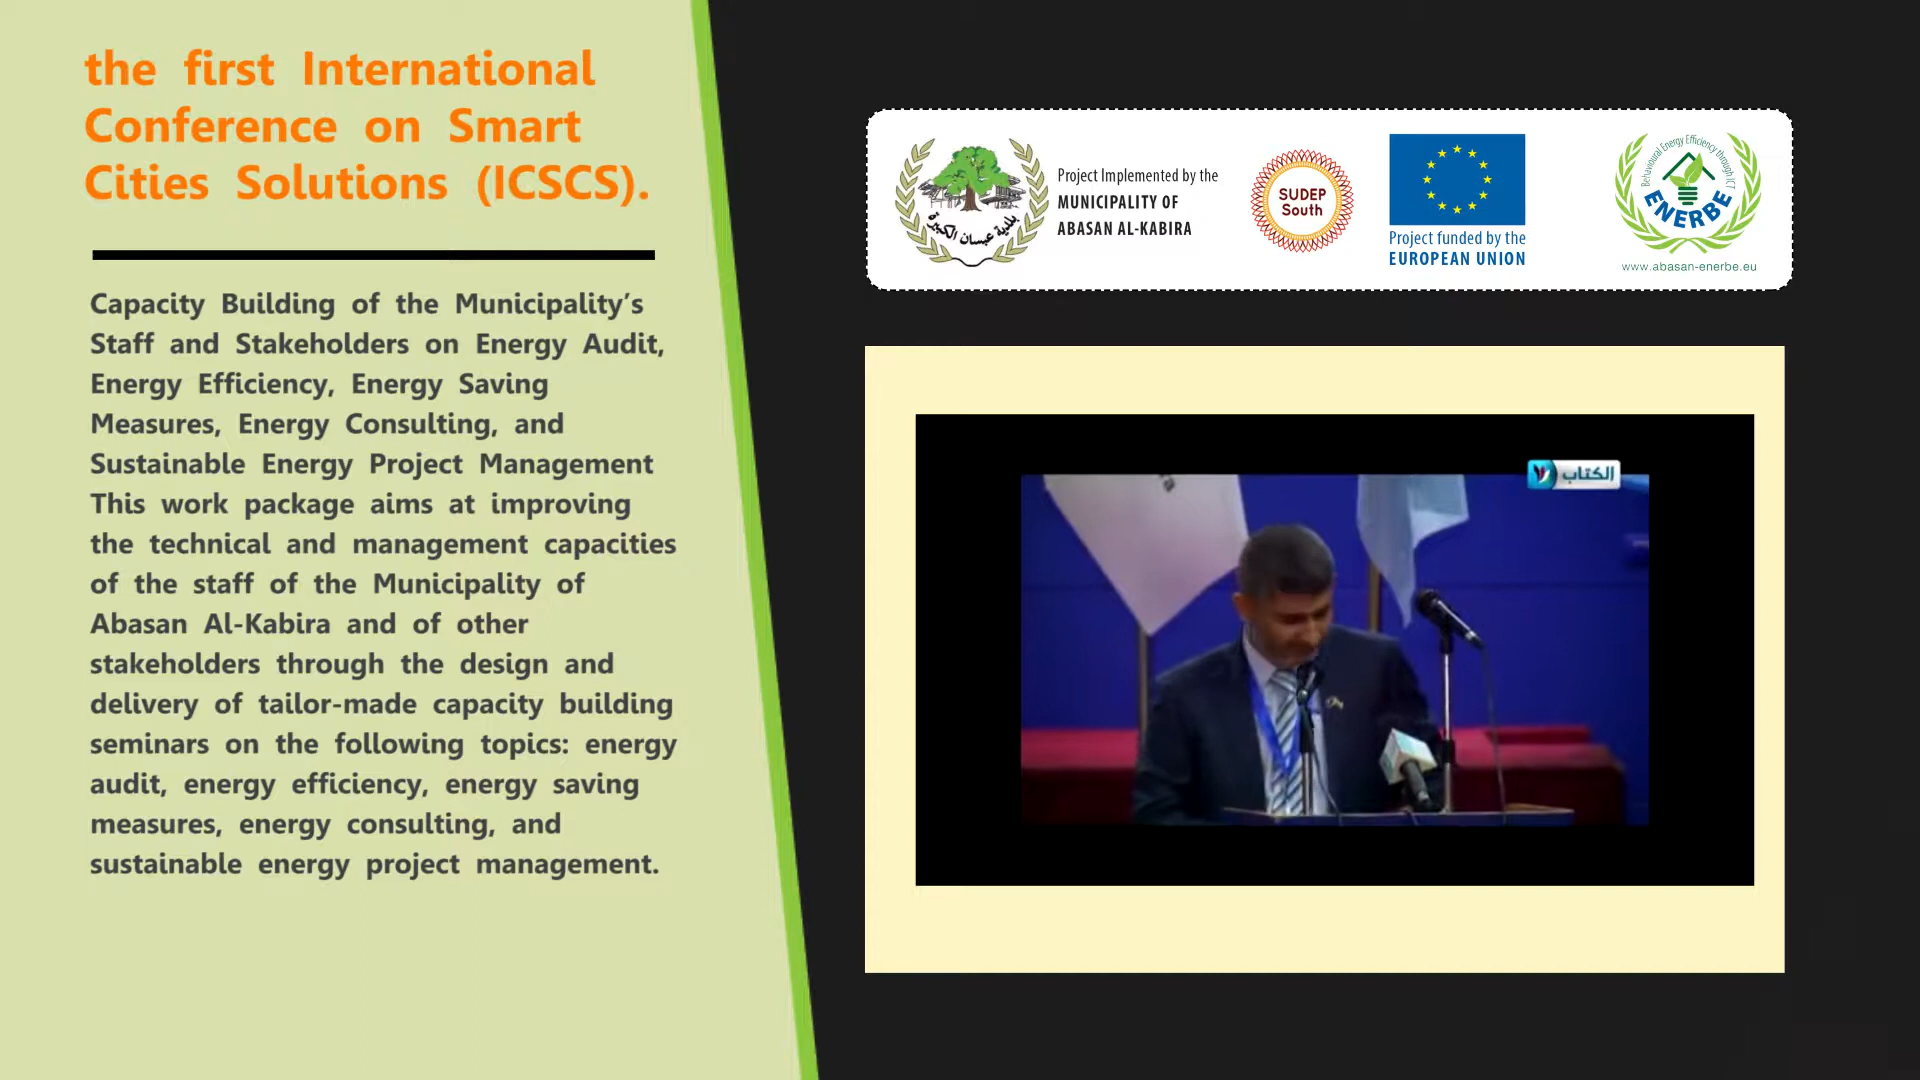 the first International
Conference on Smart
Cities Solutions (ICSCS).
Capacity Building of the Municipality’s
Staff and Stakeholders on Energy Audit,
Energy Efficiency, Energy Saving
Measures, Energy Consulting, and
Sustainable Energy Project Management
This work package aims at improving
the technical and management capacities
of the staff of the Municipality of
Abasan Al-Kabira and of other
stakeholders through the design and
delivery of tailor-made capacity building
seminars on the following topics: energy
audit, energy efficiency, energy saving
measures, energy consulting, and
sustainable energy project management.
بلدية عبسان الكبيرة
Project Implemented by the
MUNICIPALITY OF
ABASAN AL-KABIRA
SUDEP
South
Project funded by the
EUROPEAN UNION
Behavioural Energy Efficiency through ICT
ENERBE
www.abasan-enerbe.eu
الكتاب